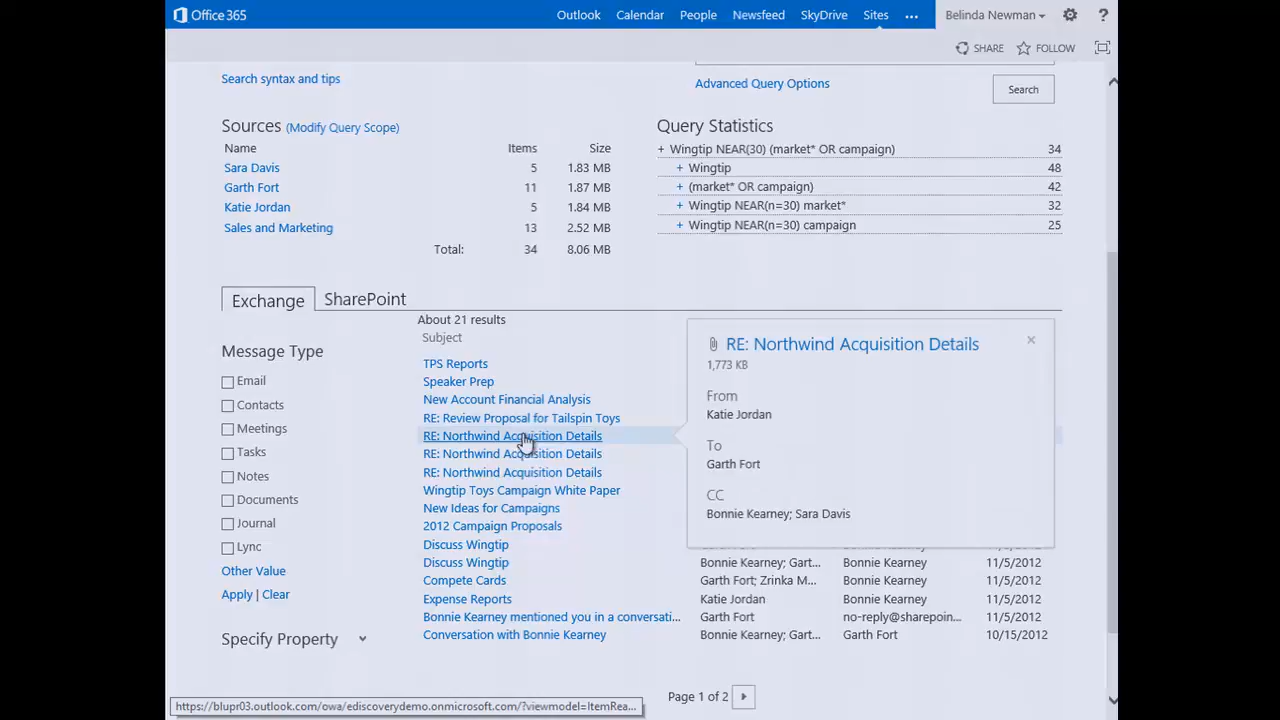 Office 365 Outlook Calendar People Newsfeed SkyDrive Sites ••• Belinda Newman ?
SHARE FOLLOW
Search syntax and tips
Advanced Query Options
Search
Sources (Modify Query Scope)
Name Items Size
Sara Davis 5 1.83 MB
Garth Fort 11 1.87 MB
Katie Jordan 5 1.84 MB
Sales and Marketing 13 2.52 MB
Total: 34 8.06 MB
Query Statistics
+ Wingtip NEAR(30) (market* OR campaign) 34
+ Wingtip 48
+ (market* OR campaign) 42
+ Wingtip NEAR(n=30) market* 32
+ Wingtip NEAR(n=30) campaign 25
Exchange SharePoint
Message Type
Email
Contacts
Meetings
Tasks
Notes
Documents
Journal
Lync
Other Value
Apply | Clear
Specify Property
About 21 results
Subject
TPS Reports
Speaker Prep
New Account Financial Analysis
RE: Review Proposal for Tailspin Toys
RE: Northwind Acquisition Details
RE: Northwind Acquisition Details
RE: Northwind Acquisition Details
Wingtip Toys Campaign White Paper
New Ideas for Campaigns
2012 Campaign Proposals
Discuss Wingtip
Discuss Wingtip Bonnie Kearney; Gart... Bonnie Kearney 11/5/2012
Compete Cards Garth Fort; Zrinka M... Bonnie Kearney 11/5/2012
Expense Reports Katie Jordan Bonnie Kearney 11/5/2012
Bonnie Kearney mentioned you in a conversati... Garth Fort no-reply@sharepoin... 11/5/2012
Conversation with Bonnie Kearney Bonnie Kearney; Gart... Garth Fort 10/15/2012
RE: Northwind Acquisition Details
1,773 KB
From
Katie Jordan
To
Garth Fort
CC
Bonnie Kearney; Sara Davis
Page 1 of 2
https://blupr03.outlook.com/owa/ediscoverydemo.onmicrosoft.com/?viewmodel=ItemRea...